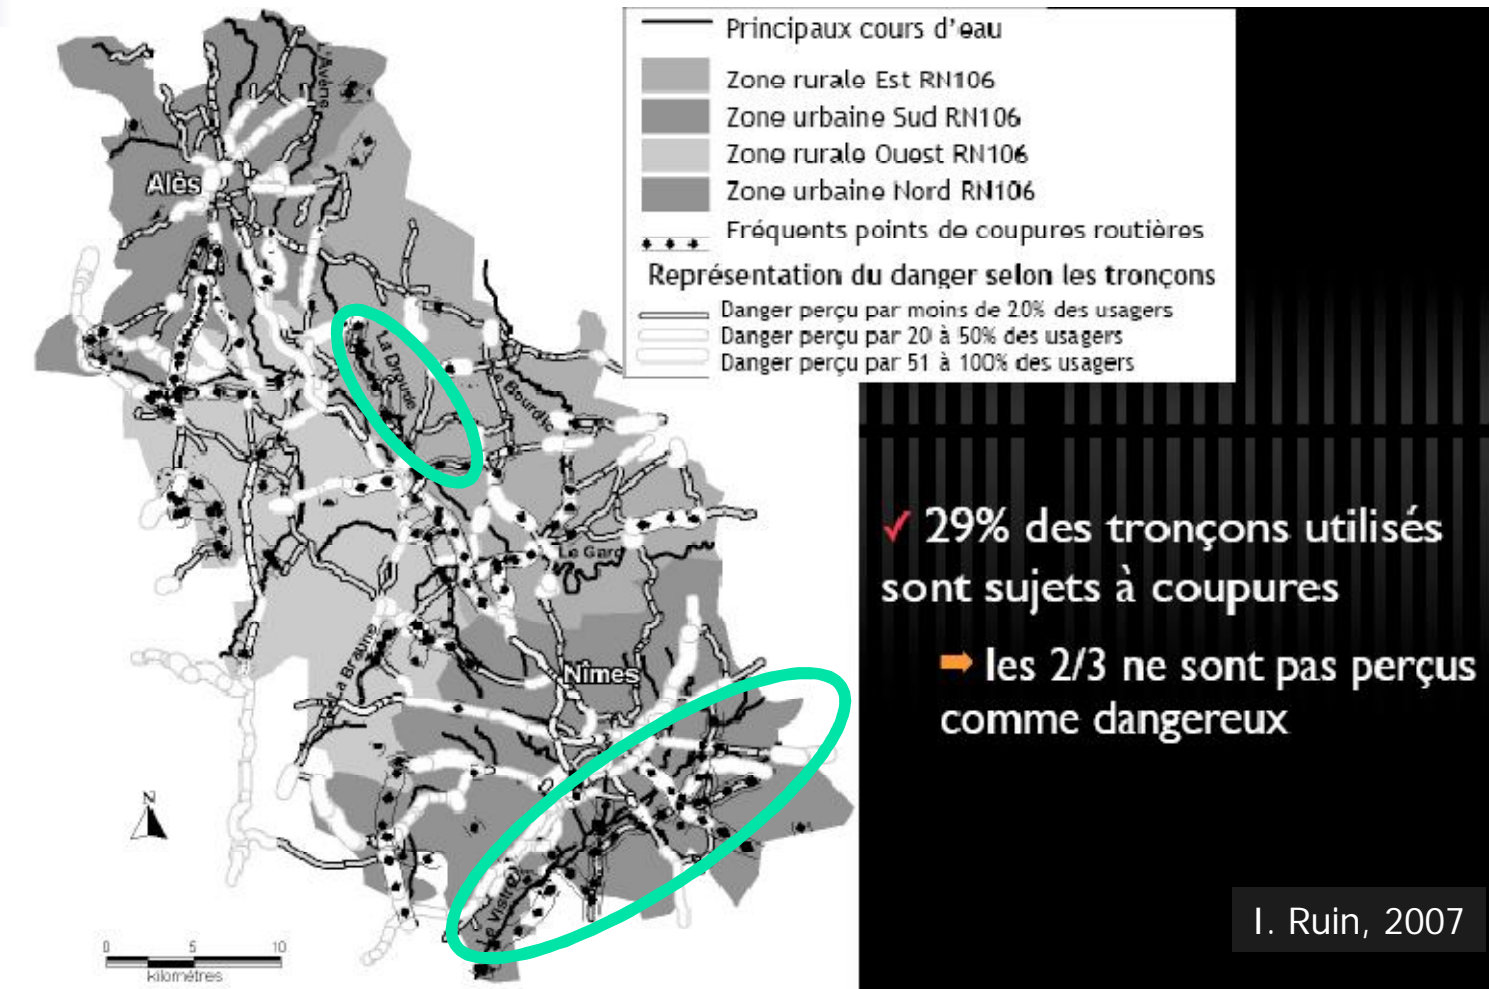 Principaux cours d'eau
Zone rurale Est RN106
Zone urbaine Sud RN106
Zone rurale Ouest RN106
Zone urbaine Nord RN106
Fréquents points de coupures routières
Représentation du danger selon les tronçons
Danger perçu par moins de 20% des usagers
Danger perçu par 20 à 50% des usagers
Danger perçu par 51 à 100% des usagers
L'Avène
Alès
La Droude
Le Bourdic
Le Gard
La Braune
Nîmes
Le Vistre
N
0 5 10
kilométres
✓ 29% des tronçons utilisés
sont sujets à coupures
➡ les 2/3 ne sont pas perçus
comme dangereux
I. Ruin, 2007